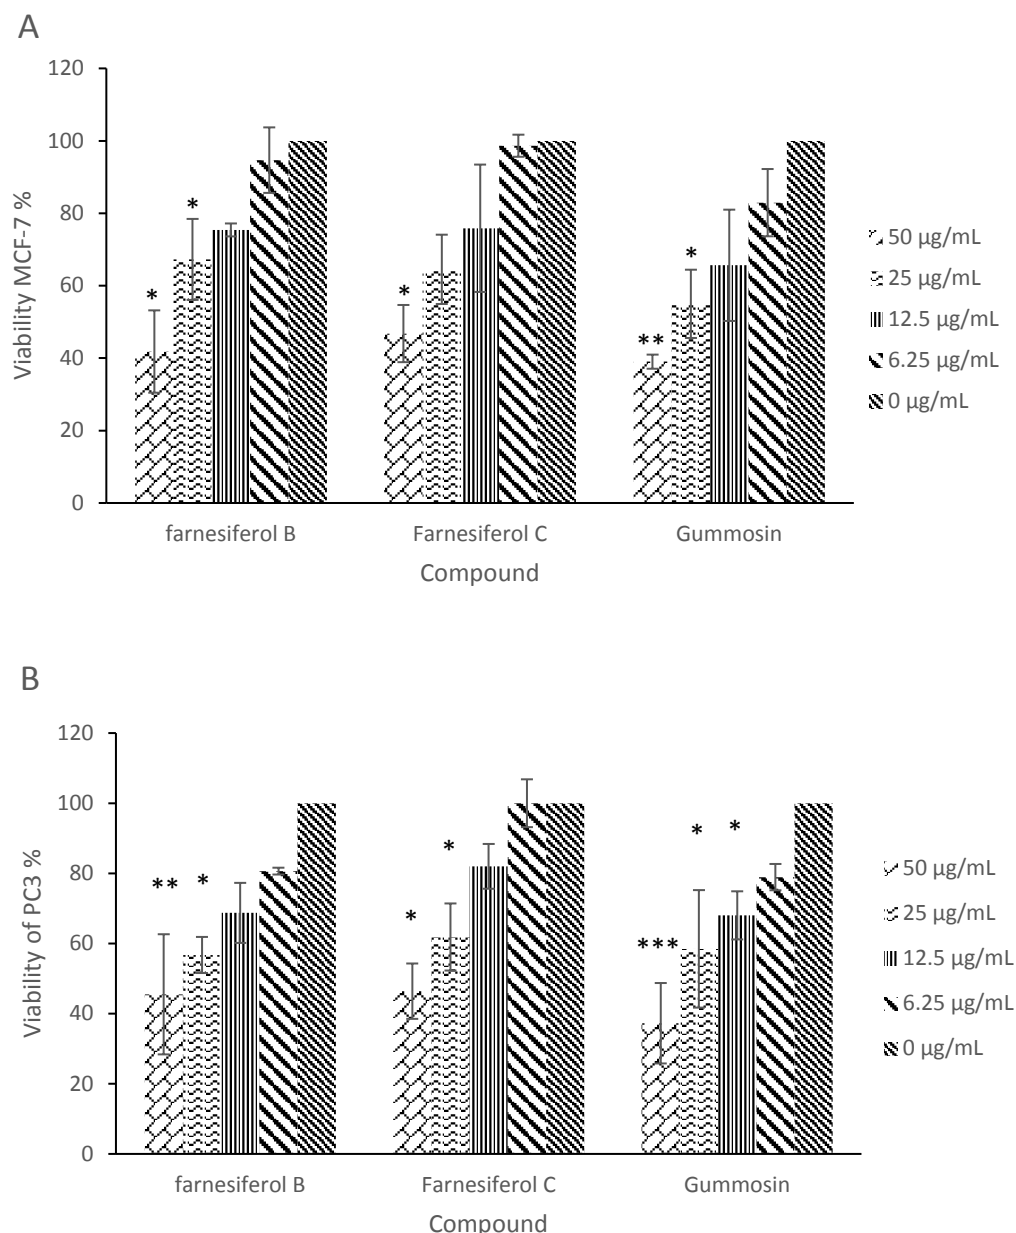 A
120
100
80
60
40
20
0
Viability MCF-7 %
*
*
*
**
*
farnesiferol B
Farnesiferol C
Gummosin
Compound
50 µg/mL
25 µg/mL
12.5 µg/mL
6.25 µg/mL
0 µg/mL
B
120
100
80
60
40
20
0
Viability of PC3 %
**
*
*
*
***
*
*
farnesiferol B
Farnesiferol C
Gummosin
Compound
50 µg/mL
25 µg/mL
12.5 µg/mL
6.25 µg/mL
0 µg/mL